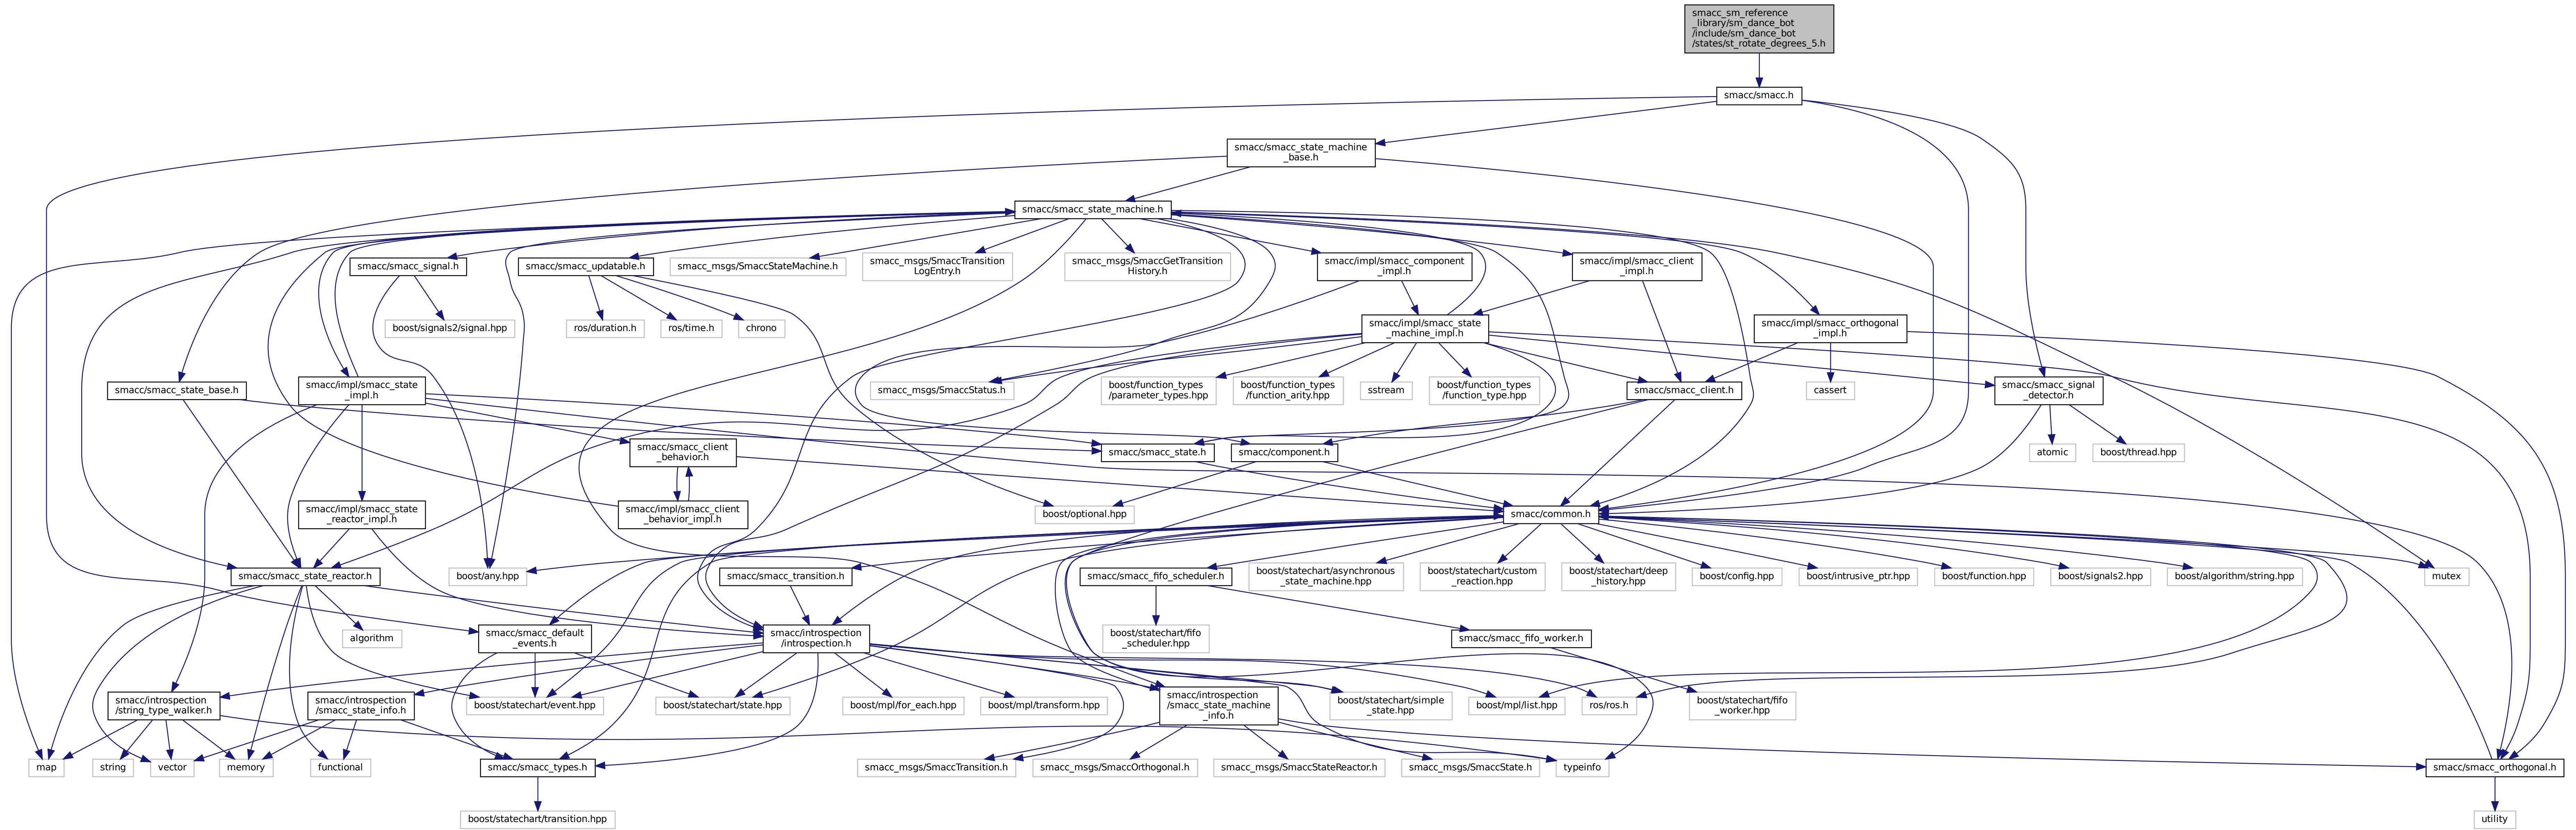 smacc_sm_reference
_library/sm_dance_bot
/include/sm_dance_bot
/states/st_rotate_degrees_5.h
smacc/smacc.h
smacc/smacc_state_machine
_base.h
smacc/smacc_state_machine.h
smacc/smacc_signal.h
smacc/smacc_updatable.h
smacc_msgs/SmaccStateMachine.h
smacc_msgs/SmaccTransition
LogEntry.h
smacc_msgs/SmaccGetTransition
History.h
smacc/impl/smacc_component
_impl.h
smacc/impl/smacc_client
_impl.h
boost/signals2/signal.hpp
ros/duration.h
ros/time.h
chrono
smacc/impl/smacc_state
_machine_impl.h
smacc/impl/smacc_orthogonal
_impl.h
smacc/smacc_state_base.h
smacc/impl/smacc_state
_impl.h
smacc_msgs/SmaccStatus.h
boost/function_types
/parameter_types.hpp
boost/function_types
/function_arity.hpp
sstream
boost/function_types
/function_type.hpp
smacc/smacc_client.h
cassert
smacc/smacc_signal
_detector.h
smacc/smacc_client
_behavior.h
smacc/smacc_state.h
smacc/component.h
atomic
boost/thread.hpp
smacc/impl/smacc_state
_reactor_impl.h
smacc/impl/smacc_client
_behavior_impl.h
boost/optional.hpp
smacc/common.h
smacc/smacc_state_reactor.h
boost/any.hpp
smacc/smacc_transition.h
smacc/smacc_fifo_scheduler.h
boost/statechart/asynchronous
_state_machine.hpp
boost/statechart/custom
_reaction.hpp
boost/statechart/deep
_history.hpp
boost/config.hpp
boost/intrusive_ptr.hpp
boost/function.hpp
boost/signals2.hpp
boost/algorithm/string.hpp
mutex
algorithm
smacc/smacc_default
_events.h
smacc/introspection
/introspection.h
boost/statechart/fifo
_scheduler.hpp
smacc/smacc_fifo_worker.h
smacc/introspection
/string_type_walker.h
smacc/introspection
/smacc_state_info.h
boost/statechart/event.hpp
boost/statechart/state.hpp
boost/mpl/for_each.hpp
boost/mpl/transform.hpp
smacc/introspection
/smacc_state_machine
_info.h
boost/statechart/simple
_state.hpp
boost/mpl/list.hpp
ros/ros.h
boost/statechart/fifo
_worker.hpp
map
string
vector
memory
functional
smacc/smacc_types.h
smacc_msgs/SmaccTransition.h
smacc_msgs/SmaccOrthogonal.h
smacc_msgs/SmaccStateReactor.h
smacc_msgs/SmaccState.h
typeinfo
smacc/smacc_orthogonal.h
boost/statechart/transition.hpp
utility